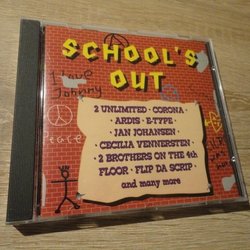 SCHOOL'S
OUT
I love
Johnny
Peace
2 UNLIMITED · CORONA
· ARDIS · E-TYPE ·
JAN JOHANSEN
· CECILIA VENNERSTEN ·
2 BROTHERS ON THE 4th
FLOOR · FLIP DA SCRIP ·
and many more